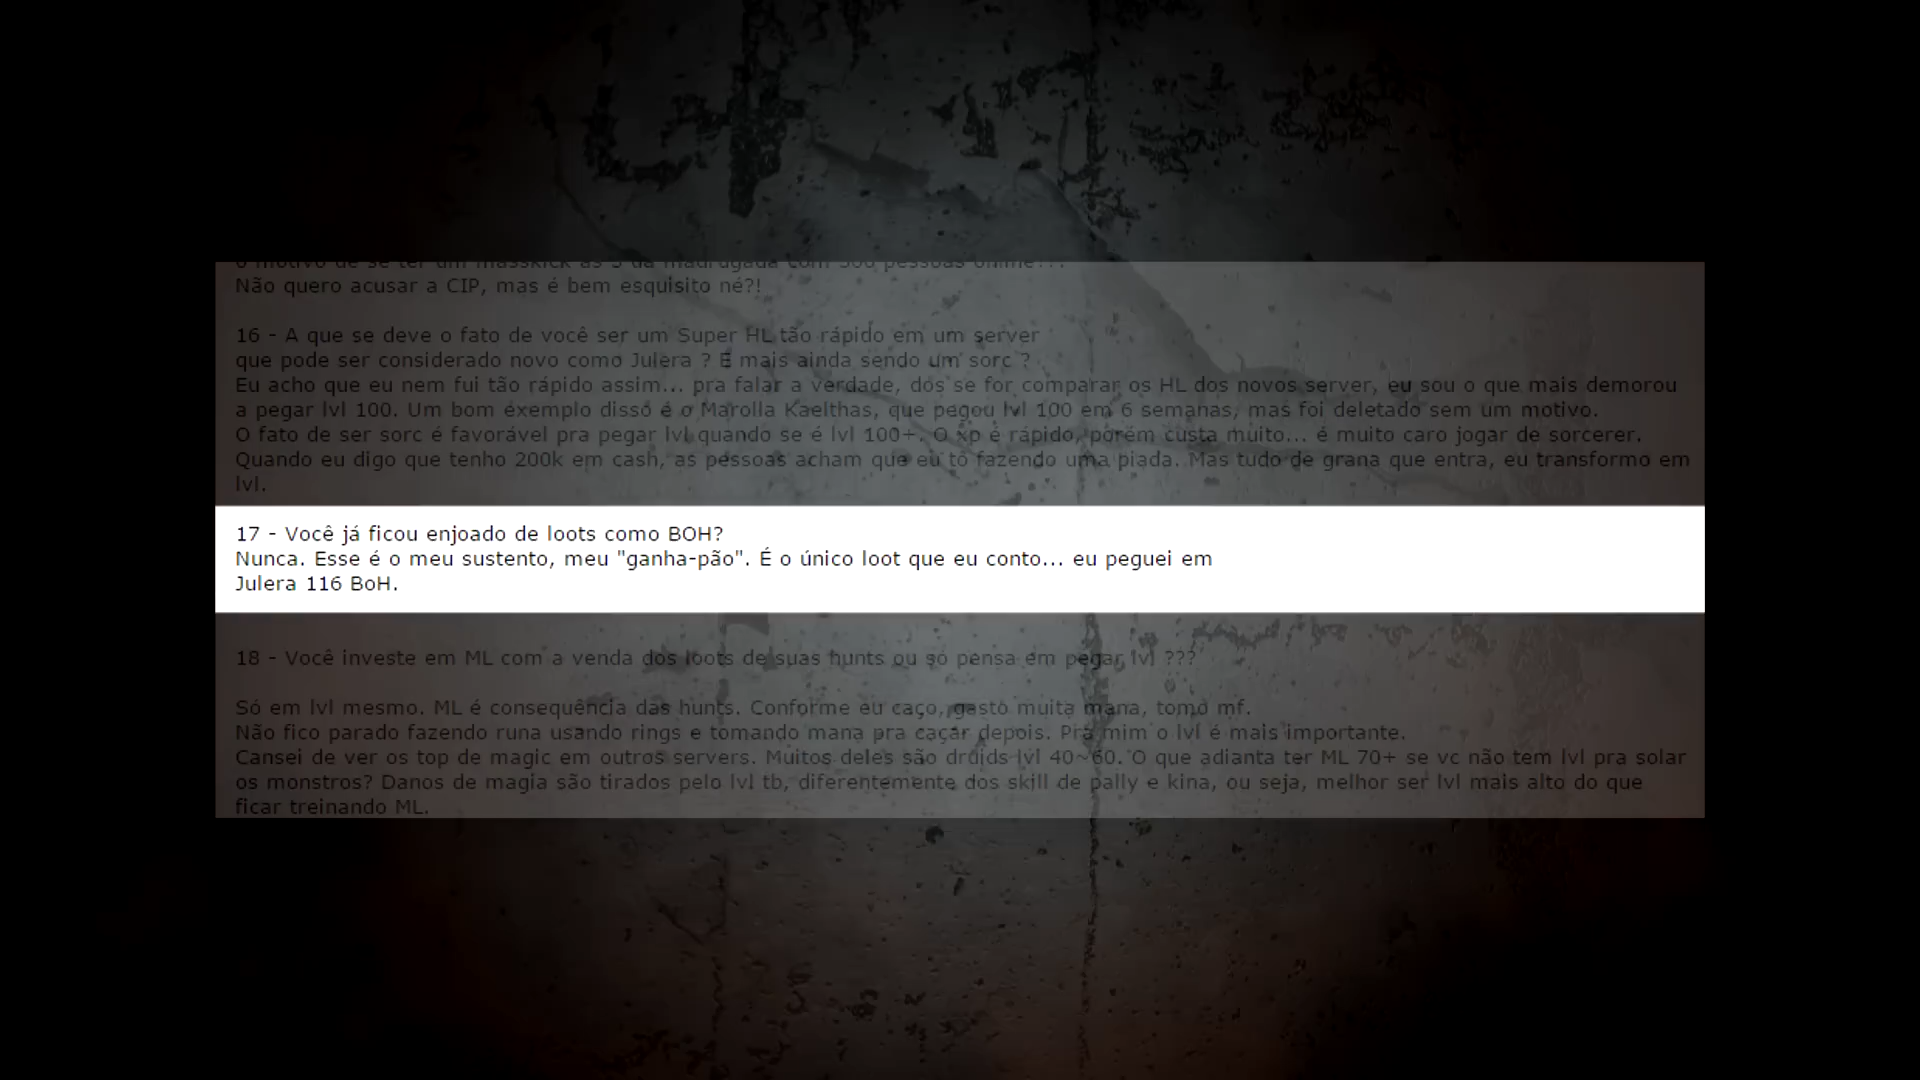 Não quero acusar a CIP, mas é bem esquisito né?!
16 - A que se deve o fato de você ser um Super HL tão rápido em um server
que pode ser considerado novo como Julera ? E mais ainda sendo um sorc ?
Eu acho que eu nem fui tão rápido assim... pra falar a verdade, dos se for comparar os HL dos novos server, eu sou o que mais demorou
a pegar lvl 100. Um bom exemplo disso é o Marolla Kaelthas, que pegou lvl 100 em 6 semanas, mas foi deletado sem um motivo.
O fato de ser sorc é favorável pra pegar lvl quando se é lvl 100+. O xp é rápido, porém custa muito... é muito caro jogar de sorcerer.
Quando eu digo que tenho 200k em cash, as pessoas acham que eu tô fazendo uma piada. Mas tudo de grana que entra, eu transformo em
lvl.
17 - Você já ficou enjoado de loots como BOH?
Nunca. Esse é o meu sustento, meu "ganha-pão". É o único loot que eu conto... eu peguei em
Julera 116 BoH.
18 - Você investe em ML com a venda dos loots de suas hunts ou só pensa em pegar lvl ???
Só em lvl mesmo. ML é consequência das hunts. Conforme eu caço, gasto muita mana, tomo mf.
Não fico parado fazendo runa usando rings e tomando mana pra caçar depois. Pra mim o lvl é mais importante.
Cansei de ver os top de magic em outros servers. Muitos deles são druids lvl 40~60. O que adianta ter ML 70+ se vc não tem lvl pra solar
os monstros? Danos de magia são tirados pelo lvl tb, diferentemente dos skill de pally e kina, ou seja, melhor ser lvl mais alto do que
ficar treinando ML.